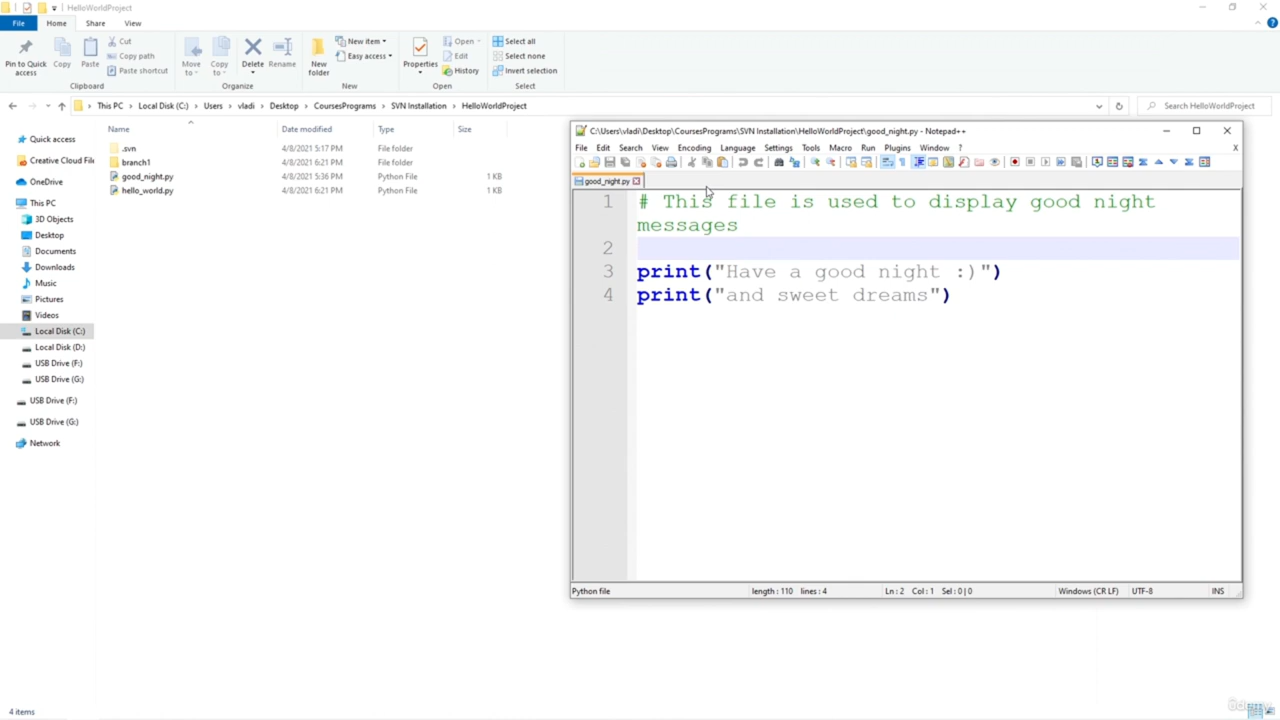 HelloWorldProject
File Home Share View
Pin to Quick access
Copy
Paste
Cut
Copy path
Paste shortcut
Clipboard
Move to
Copy to
Delete
Rename
Organize
New folder
New item
Easy access
New
Properties
Open
Edit
History
Open
Select all
Select none
Invert selection
Select
This PC Local Disk (C:) Users vladi Desktop CoursesPrograms SVN Installation HelloWorldProject
Search HelloWorldProject
Name Date modified Type Size
.svn 4/8/2021 5:17 PM File folder
branch1 4/8/2021 6:21 PM File folder
good_night.py 4/8/2021 5:36 PM Python File 1 KB
hello_world.py 4/8/2021 6:21 PM Python File 1 KB
Quick access
Creative Cloud File
OneDrive
This PC
3D Objects
Desktop
Documents
Downloads
Music
Pictures
Videos
Local Disk (C:)
Local Disk (D:)
USB Drive (F:)
USB Drive (G:)
USB Drive (F:)
USB Drive (G:)
Network
4 items
C:\Users\vladi\Desktop\CoursesPrograms\SVN Installation\HelloWorldProject\good_night.py - Notepad++
File Edit Search View Encoding Language Settings Tools Macro Run Plugins Window ? X
good_night.py
1 # This file is used to display good night
messages
2
3 print("Have a good night :)")
4 print("and sweet dreams")
Python file length : 110 lines : 4 Ln : 2 Col : 1 Sel : 0 | 0 Windows (CR LF) UTF-8 INS